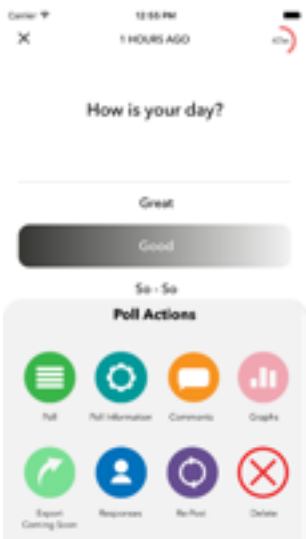 Carrier 12:55 PM
1 HOURS AGO
How is your day?
Great
Good
So - So
Poll Actions
Poll Poll Information Comments Graphs
Export Responses Re-Post Delete
Coming Soon